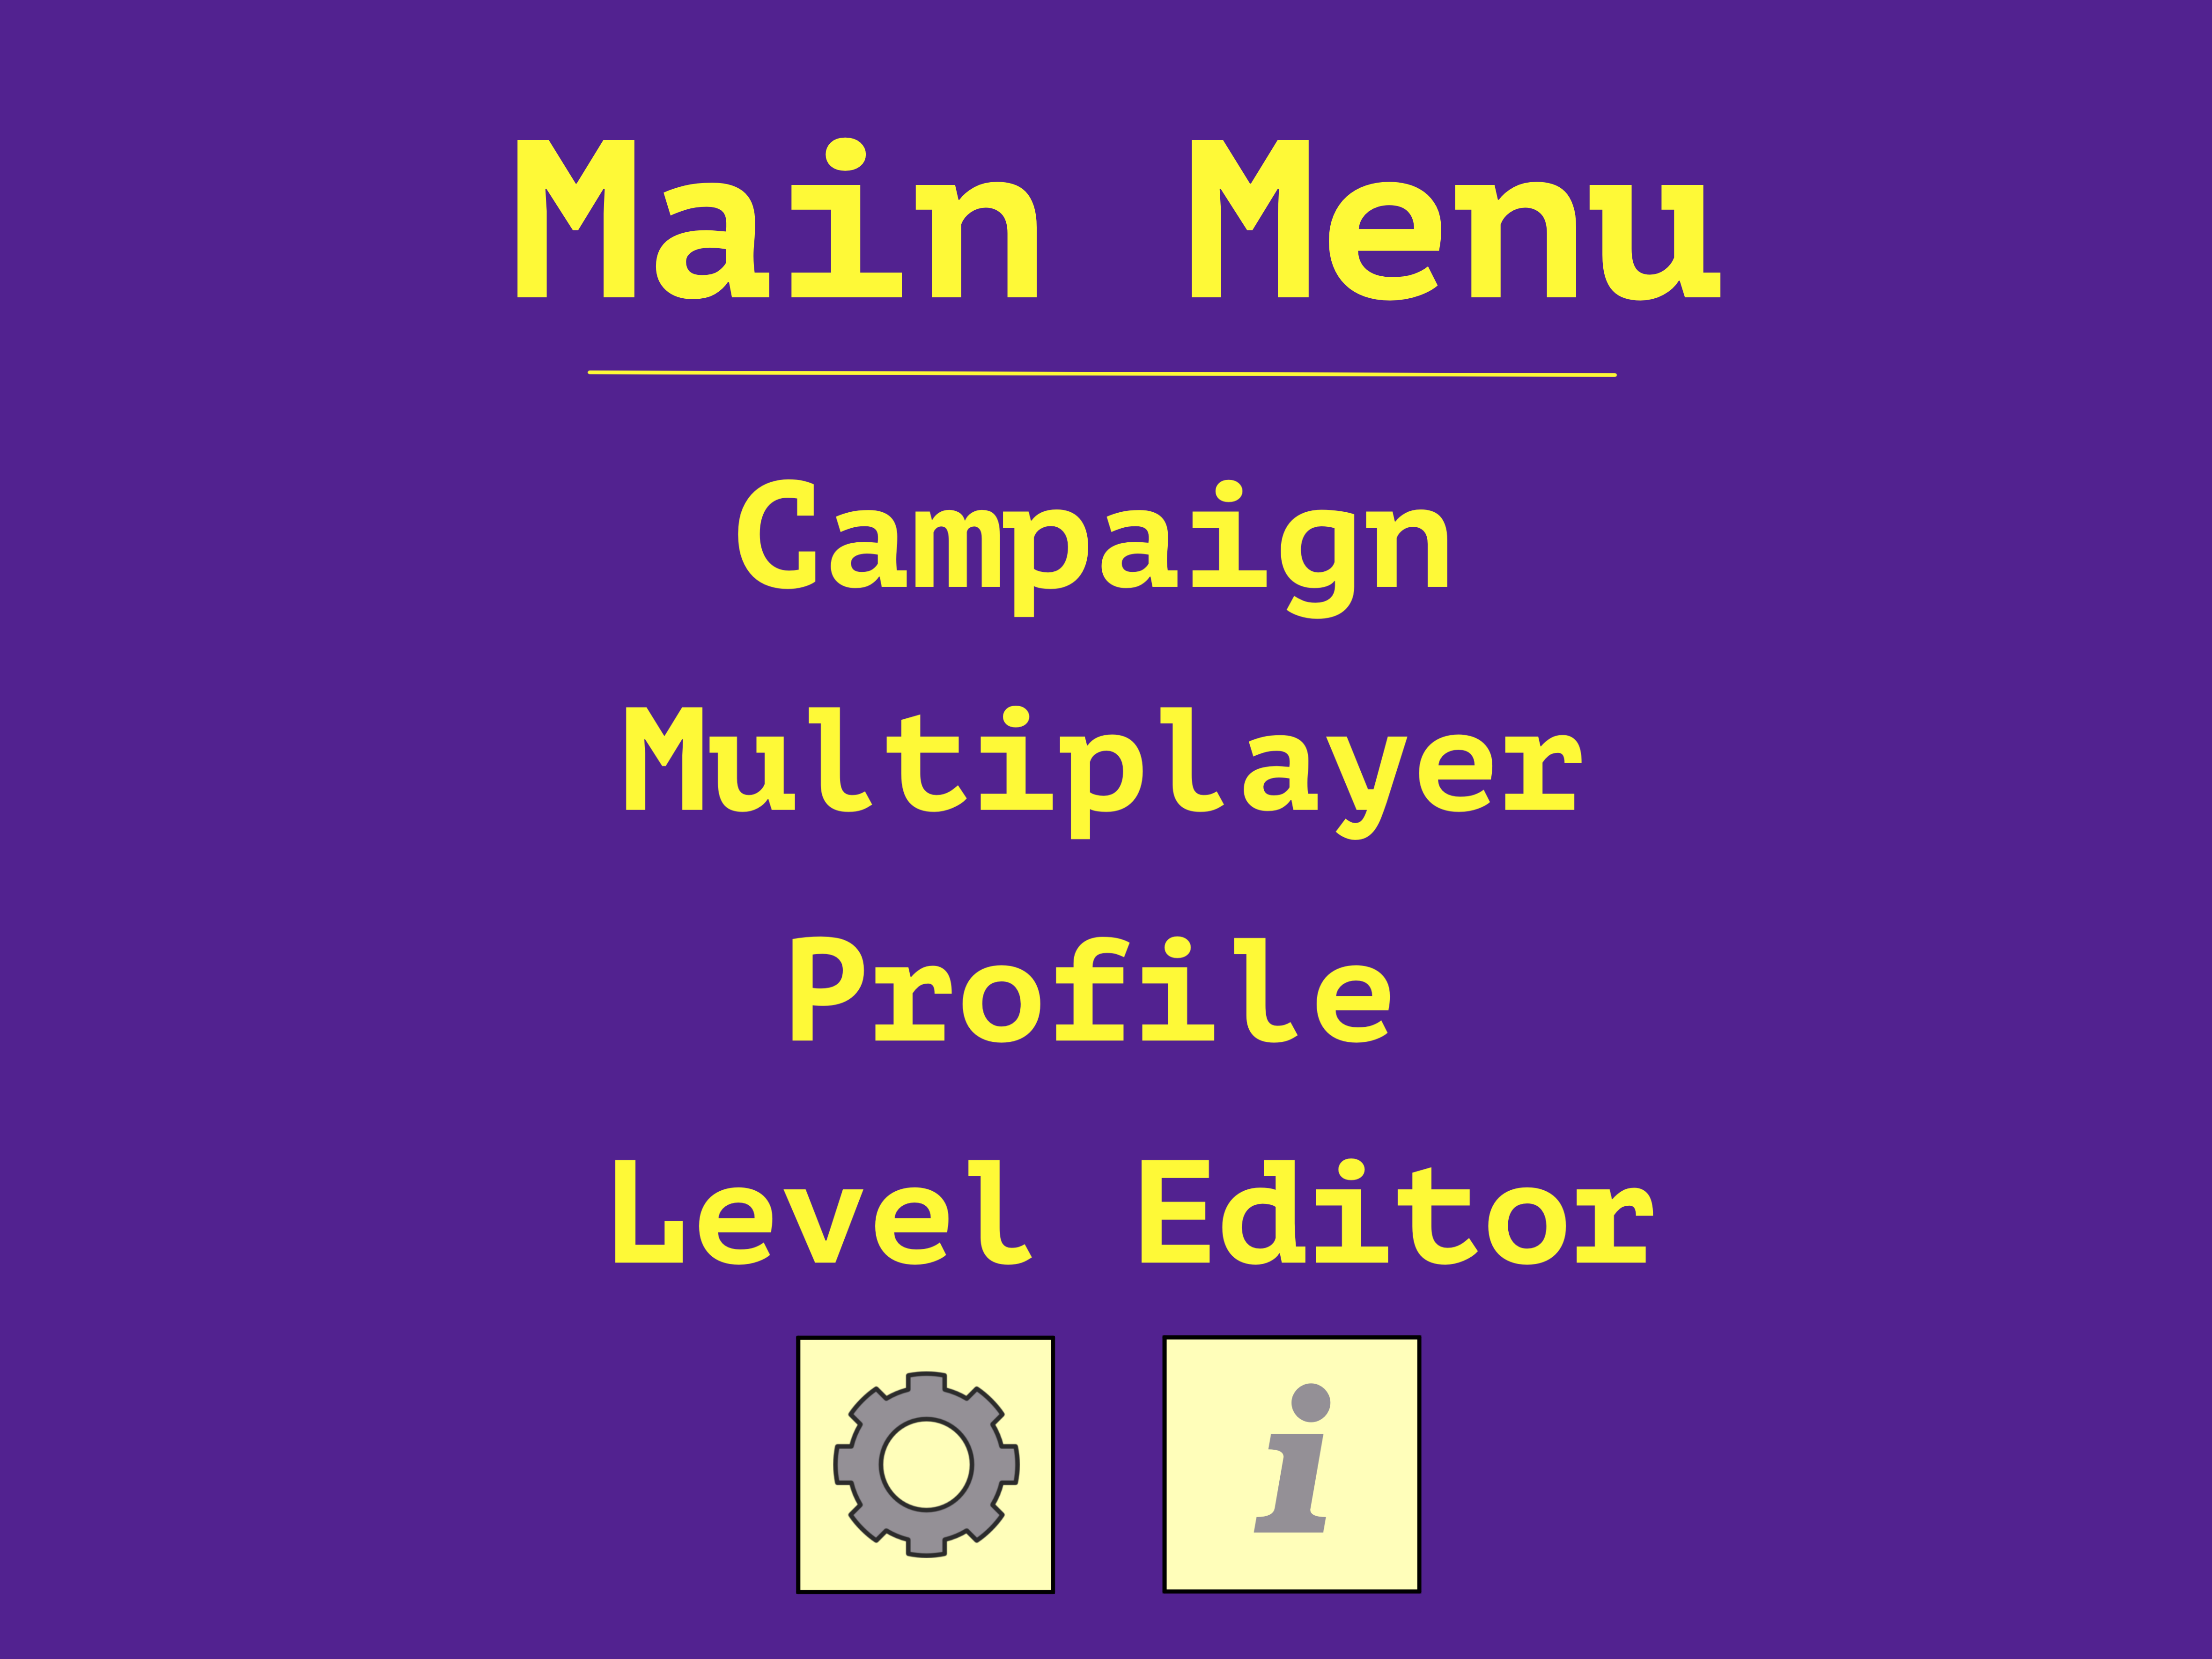 Main Menu
Campaign
Multiplayer
Profile
Level Editor
i